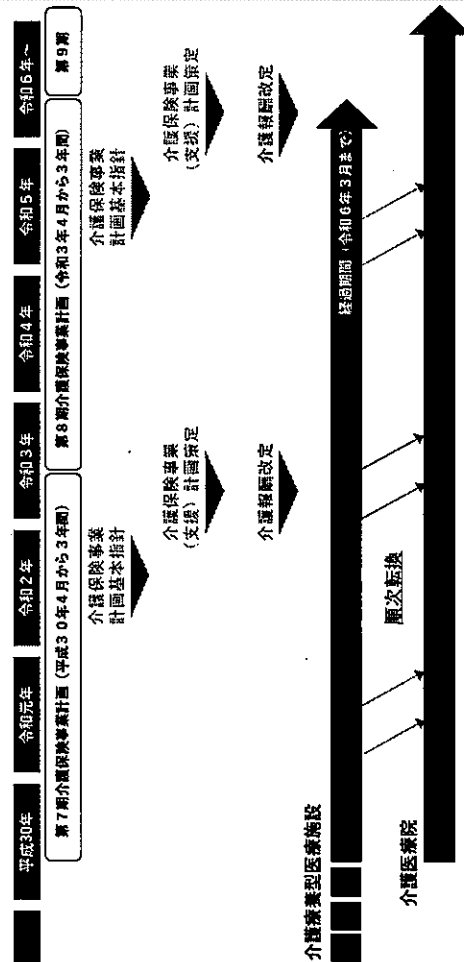 平成30年
令和元年
令和2年
令和3年
令和4年
令和5年
令和6年～
第7期介護保険事業計画（平成30年4月から3年間）
第8期介護保険事業計画（令和3年4月から3年間）
第9期
介護保険事業
計画基本指針
介護保険事業
計画基本指針
介護保険事業
（支援）計画策定
介護保険事業
（支援）計画策定
介護報酬改定
介護報酬改定
介護療養型医療施設
経過期間（令和6年3月まで）
順次転換
介護医療院